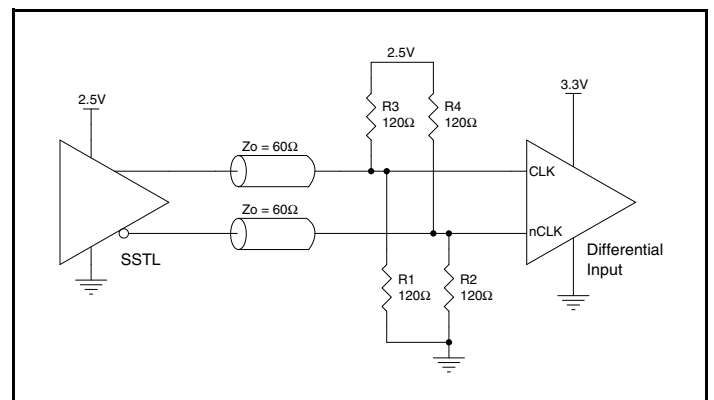 2.5V
3.3V
2.5V
R3
120Ω
R4
120Ω
Zo = 60Ω
CLK
Zo = 60Ω
nCLK
SSTL
Differential
Input
R1
120Ω
R2
120Ω